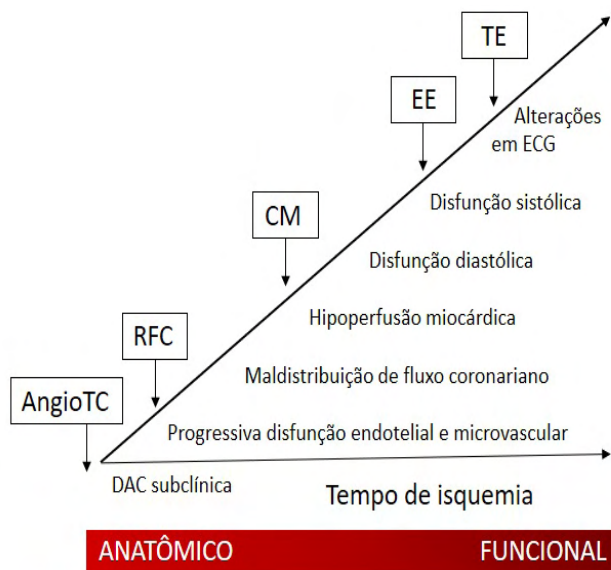 TE
Alterações
em ECG
EE
Disfunção sistólica
CM
Disfunção diastólica
Hipoperfusão miocárdica
RFC
Maldistribuição de fluxo coronariano
AngioTC
Progressiva disfunção endotelial e microvascular
DAC subclínica
Tempo de isquemia
ANATÔMICO
FUNCIONAL